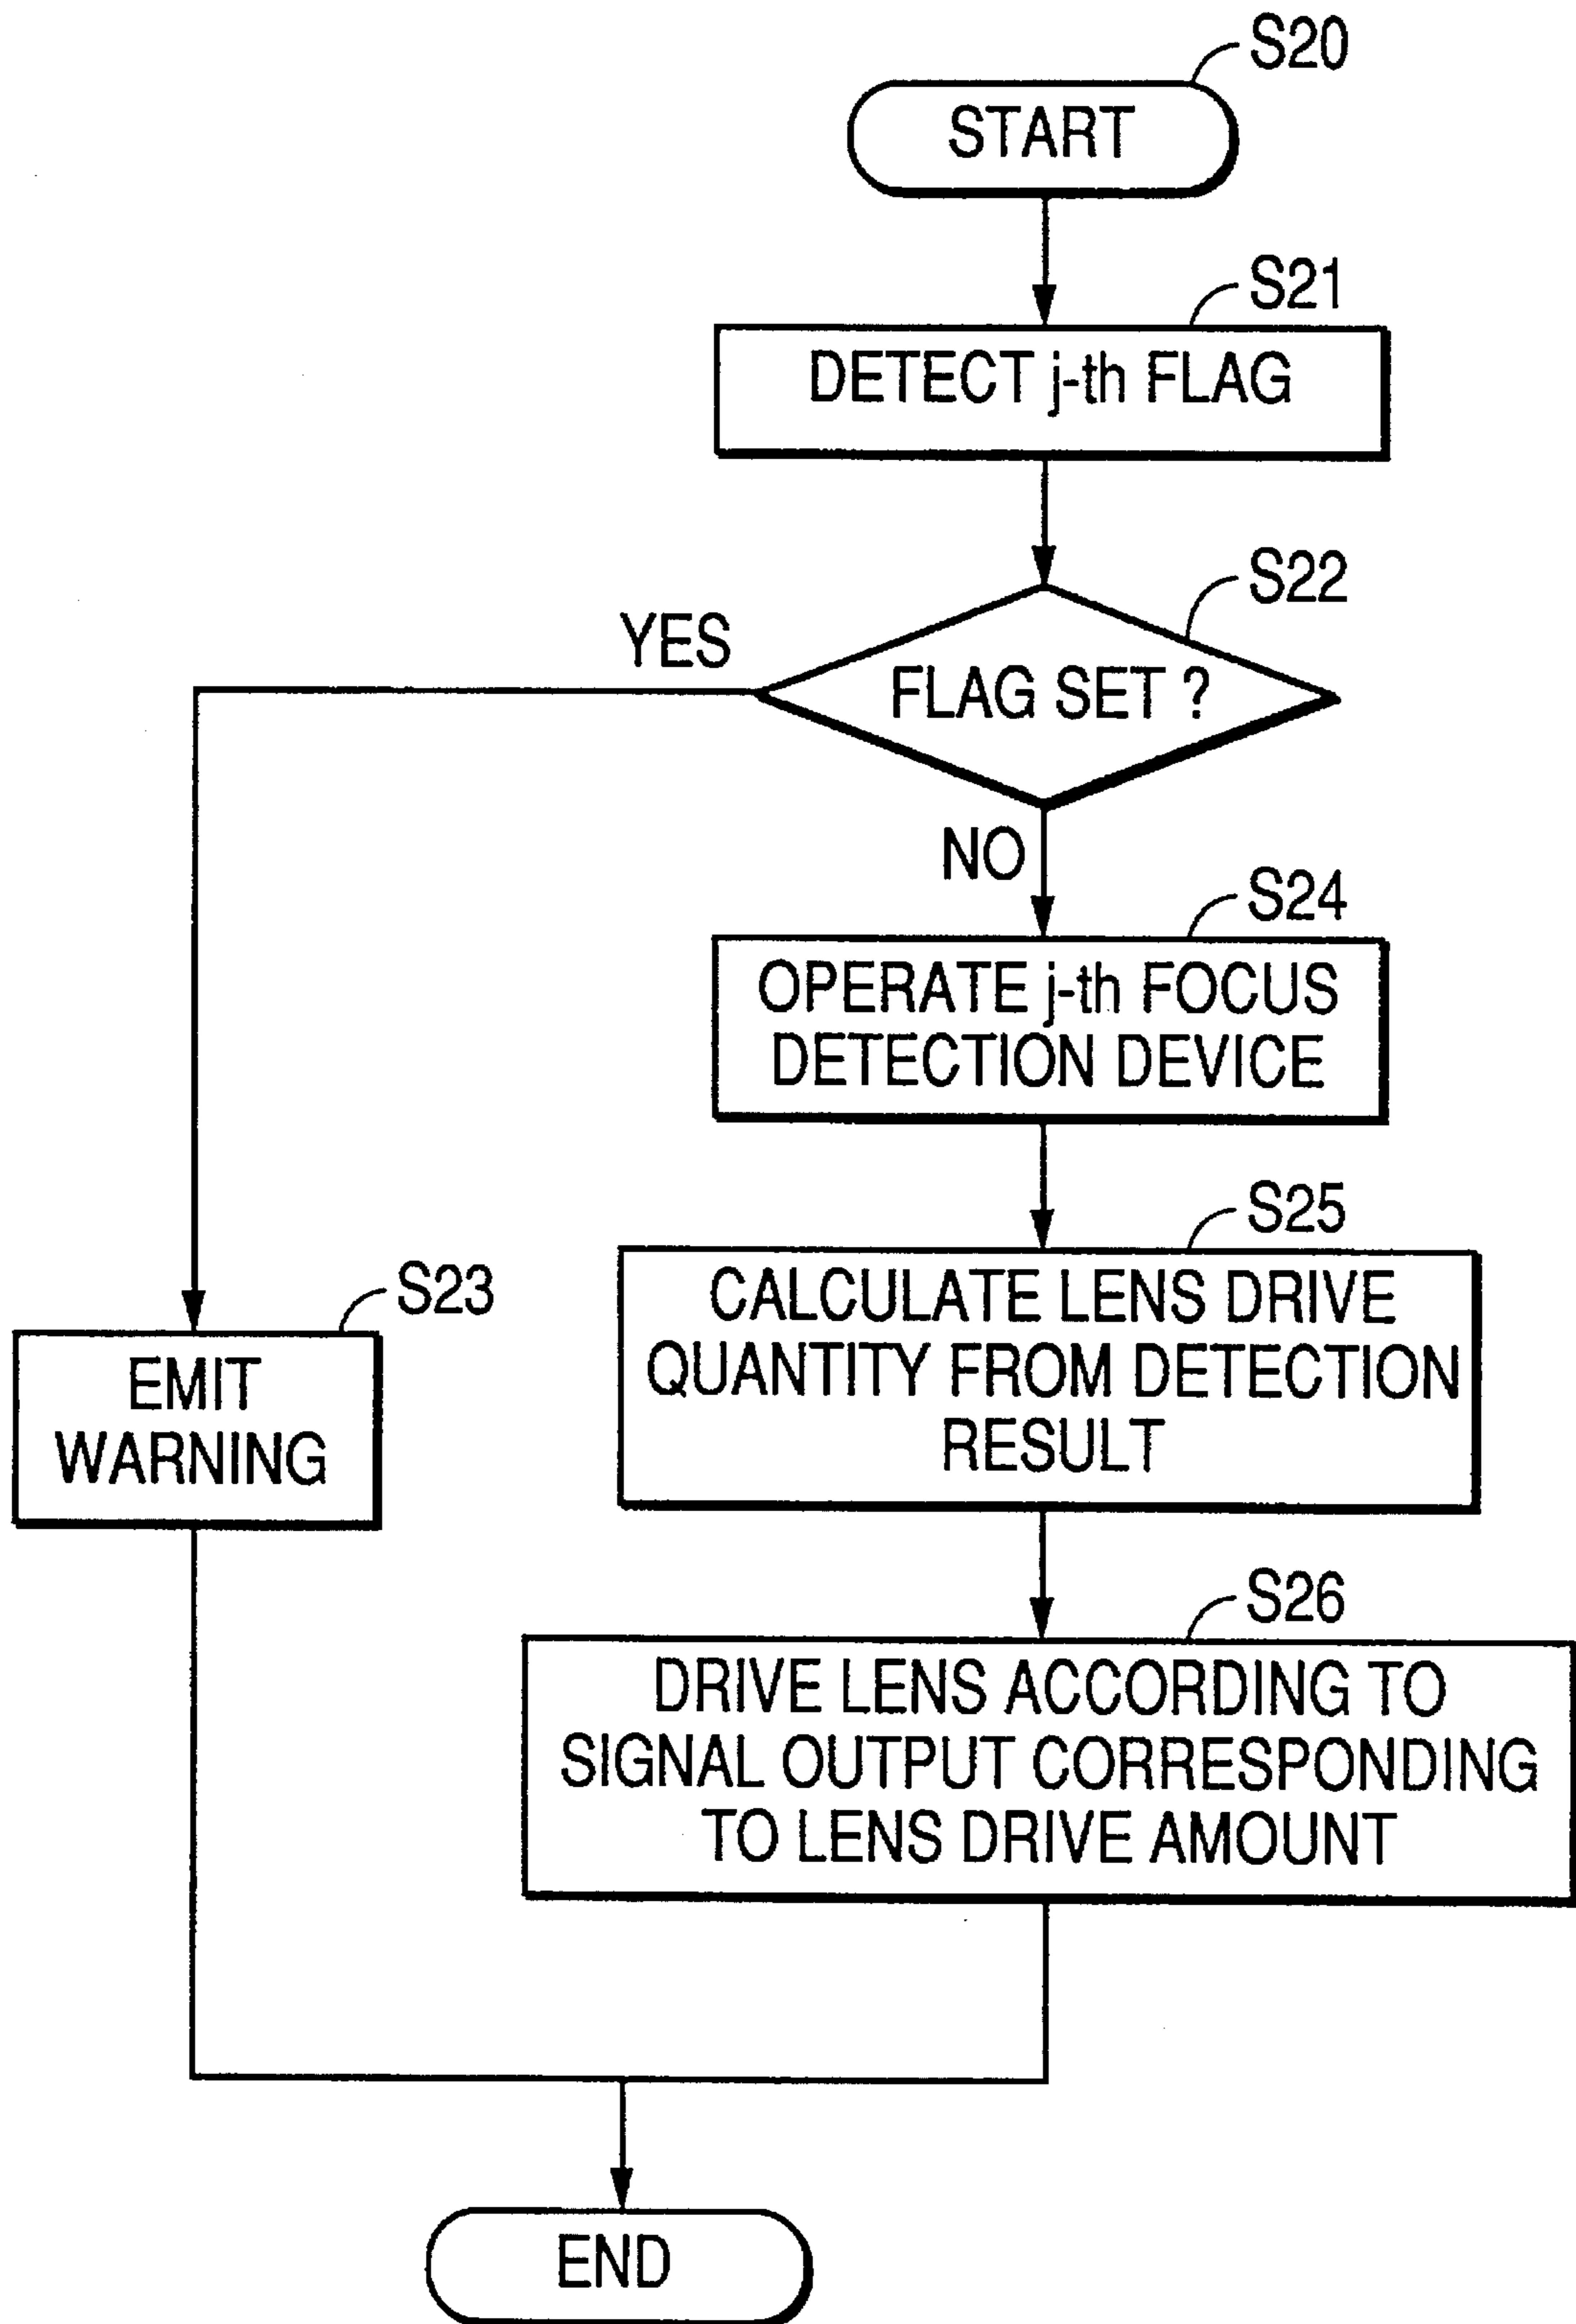 S20
START
S21
DETECT j-th FLAG
S22
YES
FLAG SET ?
NO
S24
OPERATE j-th FOCUS
DETECTION DEVICE
S25
CALCULATE LENS DRIVE
QUANTITY FROM DETECTION
RESULT
S23
EMIT
WARNING
S26
DRIVE LENS ACCORDING TO
SIGNAL OUTPUT CORRESPONDING
TO LENS DRIVE AMOUNT
END